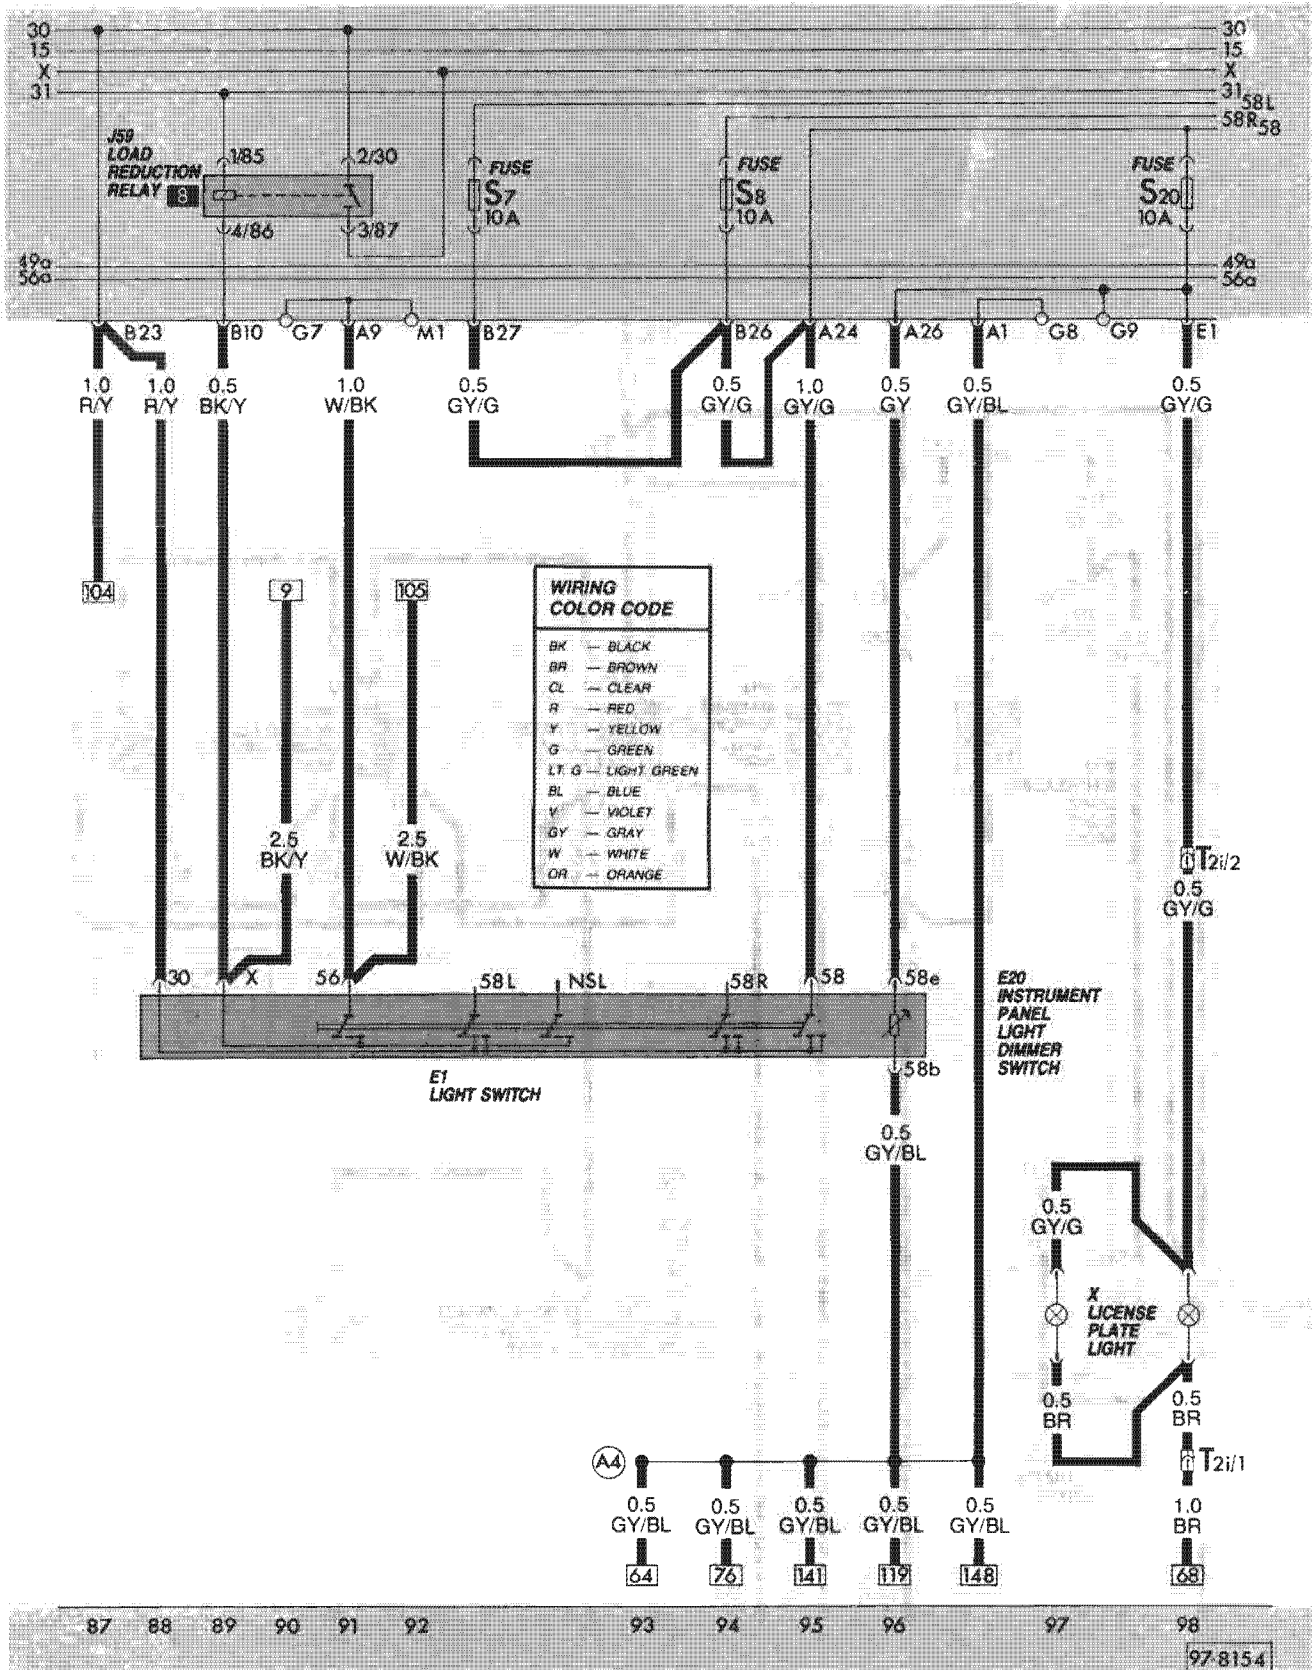 30 30
15 15
X X
31 31
58L
58R 58
J59
LOAD
REDUCTION
RELAY 8
1/85 2/30
4/86 3/87
FUSE
S7
10A
FUSE
S8
10A
FUSE
S20
10A
49a 49a
56a 56a
B23 B10 G7 A9 M1 B27 B26 A24 A26 A1 G8 G9 E1
1.0 1.0 0.5 1.0 0.5 0.5 1.0 0.5 0.5 0.5
R/Y R/Y BK/Y W/BK GY/G GY/G GY/G GY GY/BL GY/G
104 9 105
WIRING
COLOR CODE
BK — BLACK
BR — BROWN
CL — CLEAR
R — RED
Y — YELLOW
G — GREEN
LT. G — LIGHT GREEN
BL — BLUE
V — VIOLET
GY — GRAY
W — WHITE
OR — ORANGE
2.5 2.5
BK/Y W/BK
T2i/2
0.5
GY/G
30 X 56 58L NSL 58R 58 58e
E20
INSTRUMENT
PANEL
LIGHT
DIMMER
SWITCH
58b
E1
LIGHT SWITCH
0.5
GY/BL
0.5
GY/G
X
LICENSE
PLATE
LIGHT
0.5 0.5
BR BR
A4
T2i/1
0.5 0.5 0.5 0.5 0.5 1.0
GY/BL GY/BL GY/BL GY/BL GY/BL BR
64 76 141 119 148 68
87 88 89 90 91 92 93 94 95 96 97 98
97-8154